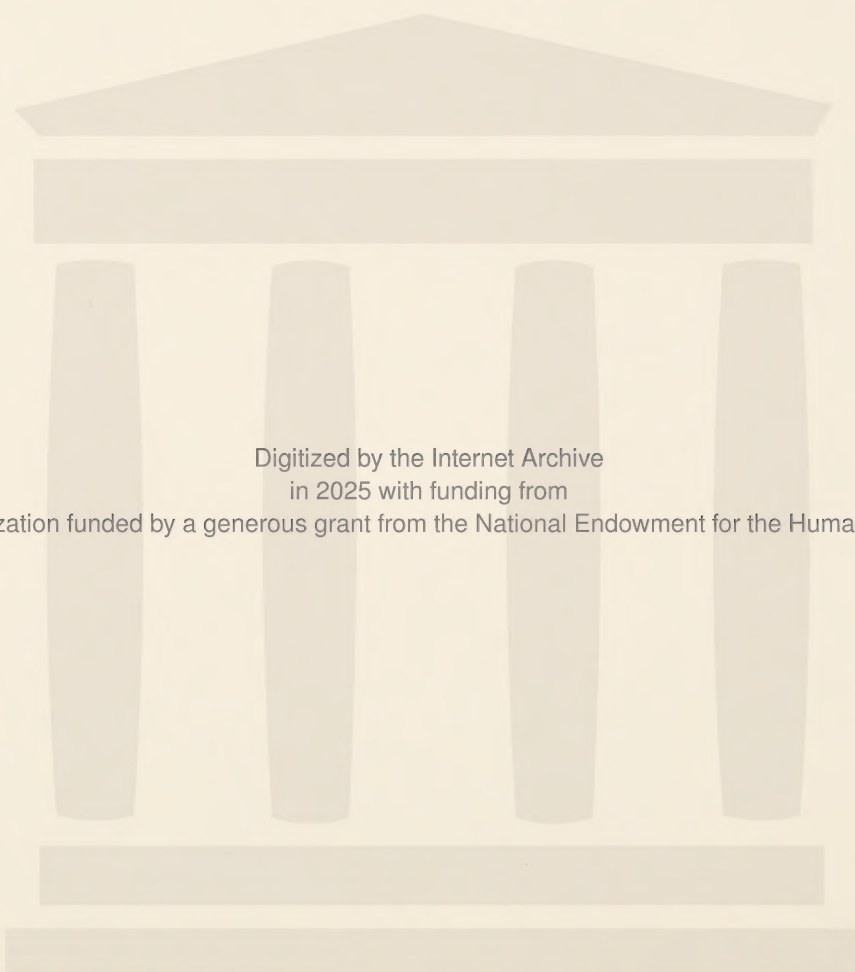 Digitized by the Internet Archive
in 2025 with funding from
zation funded by a generous grant from the National Endowment for the Huma